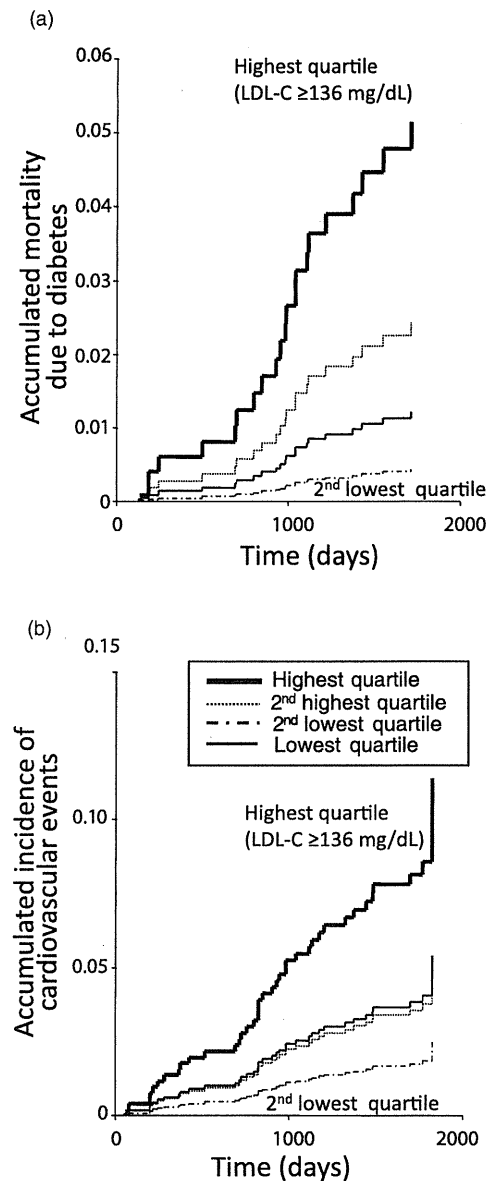 (a)
0.06
0.05
0.04
0.03
0.02
0.01
0
Accumulated mortality
due to diabetes
Highest quartile
(LDL-C ≥136 mg/dL)
2nd lowest quartile
0
1000
2000
Time (days)
(b)
0.15
0.10
0.05
0
Accumulated incidence of
cardiovascular events
Highest quartile
2nd highest quartile
2nd lowest quartile
Lowest quartile
Highest quartile
(LDL-C ≥136 mg/dL)
2nd lowest quartile
0
1000
2000
Time (days)